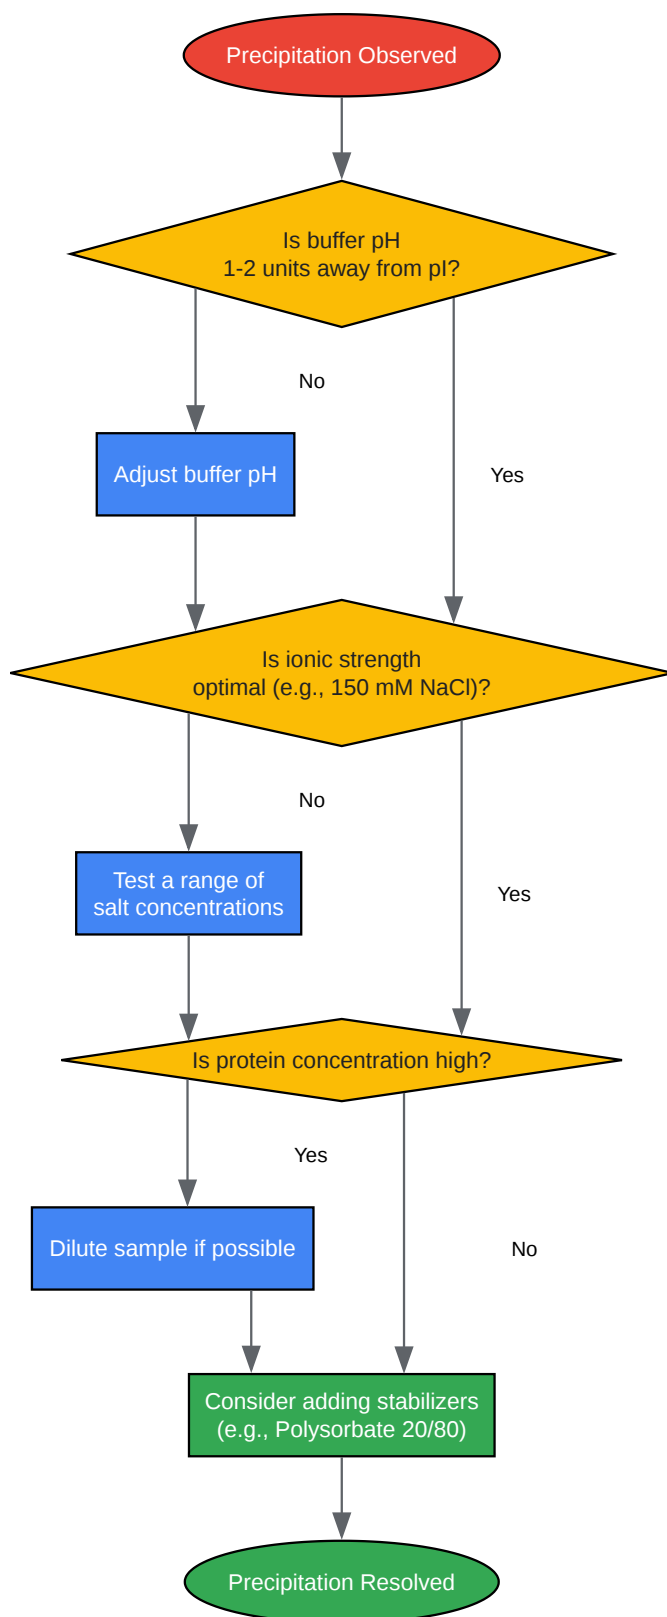 Precipitation Observed
Is buffer pH
1-2 units away from pI?
No
Adjust buffer pH
Yes
Is ionic strength
optimal (e.g., 150 mM NaCl)?
No
Test a range of
salt concentrations
Yes
Is protein concentration high?
Yes
Dilute sample if possible
No
Consider adding stabilizers
(e.g., Polysorbate 20/80)
Precipitation Resolved